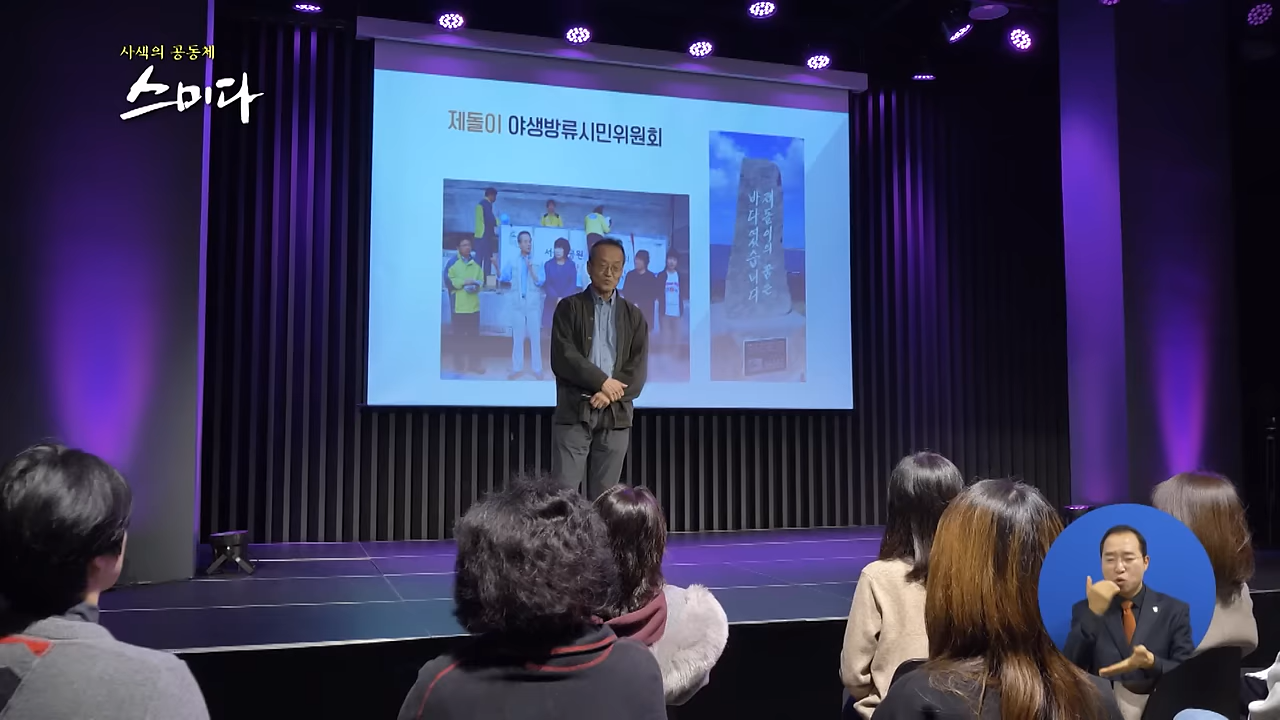 사색의 공동체
스미다
제돌이 야생방류시민위원회
제돌이의 꿈은
바다였습니다